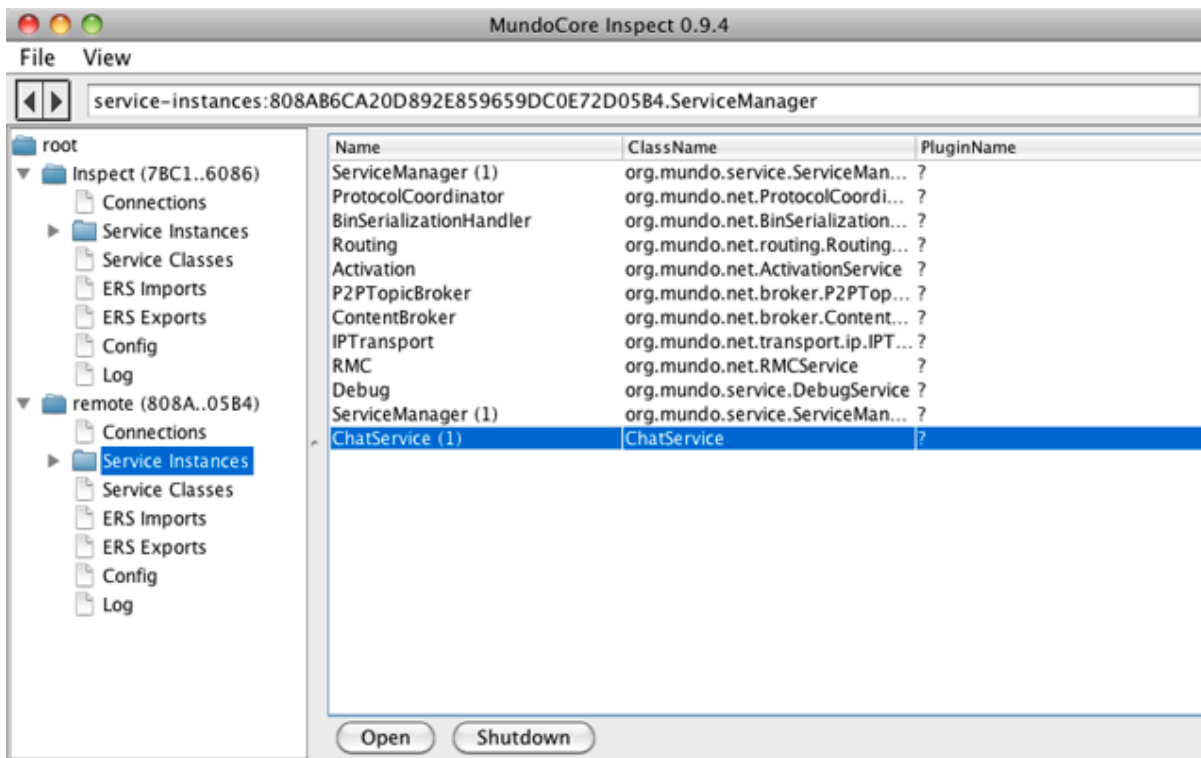 MundoCore Inspect 0.9.4
File View
service-instances:808AB6CA20D892E859659DC0E72D05B4.ServiceManager
root
Inspect (7BC1..6086)
Connections
Service Instances
Service Classes
ERS Imports
ERS Exports
Config
Log
remote (808A..05B4)
Connections
Service Instances
Service Classes
ERS Imports
ERS Exports
Config
Log
Name ClassName PluginName
ServiceManager (1) org.mundo.service.ServiceMan... ?
ProtocolCoordinator org.mundo.net.ProtocolCoordi... ?
BinSerializationHandler org.mundo.net.BinSerialization... ?
Routing org.mundo.net.routing.Routing... ?
Activation org.mundo.net.ActivationService ?
P2PTopicBroker org.mundo.net.broker.P2PTop... ?
ContentBroker org.mundo.net.broker.Content... ?
IPTransport org.mundo.net.transport.ip.IPT... ?
RMC org.mundo.net.RMCService ?
Debug org.mundo.service.DebugService ?
ServiceManager (1) org.mundo.service.ServiceMan... ?
ChatService (1) ChatService ?
Open Shutdown